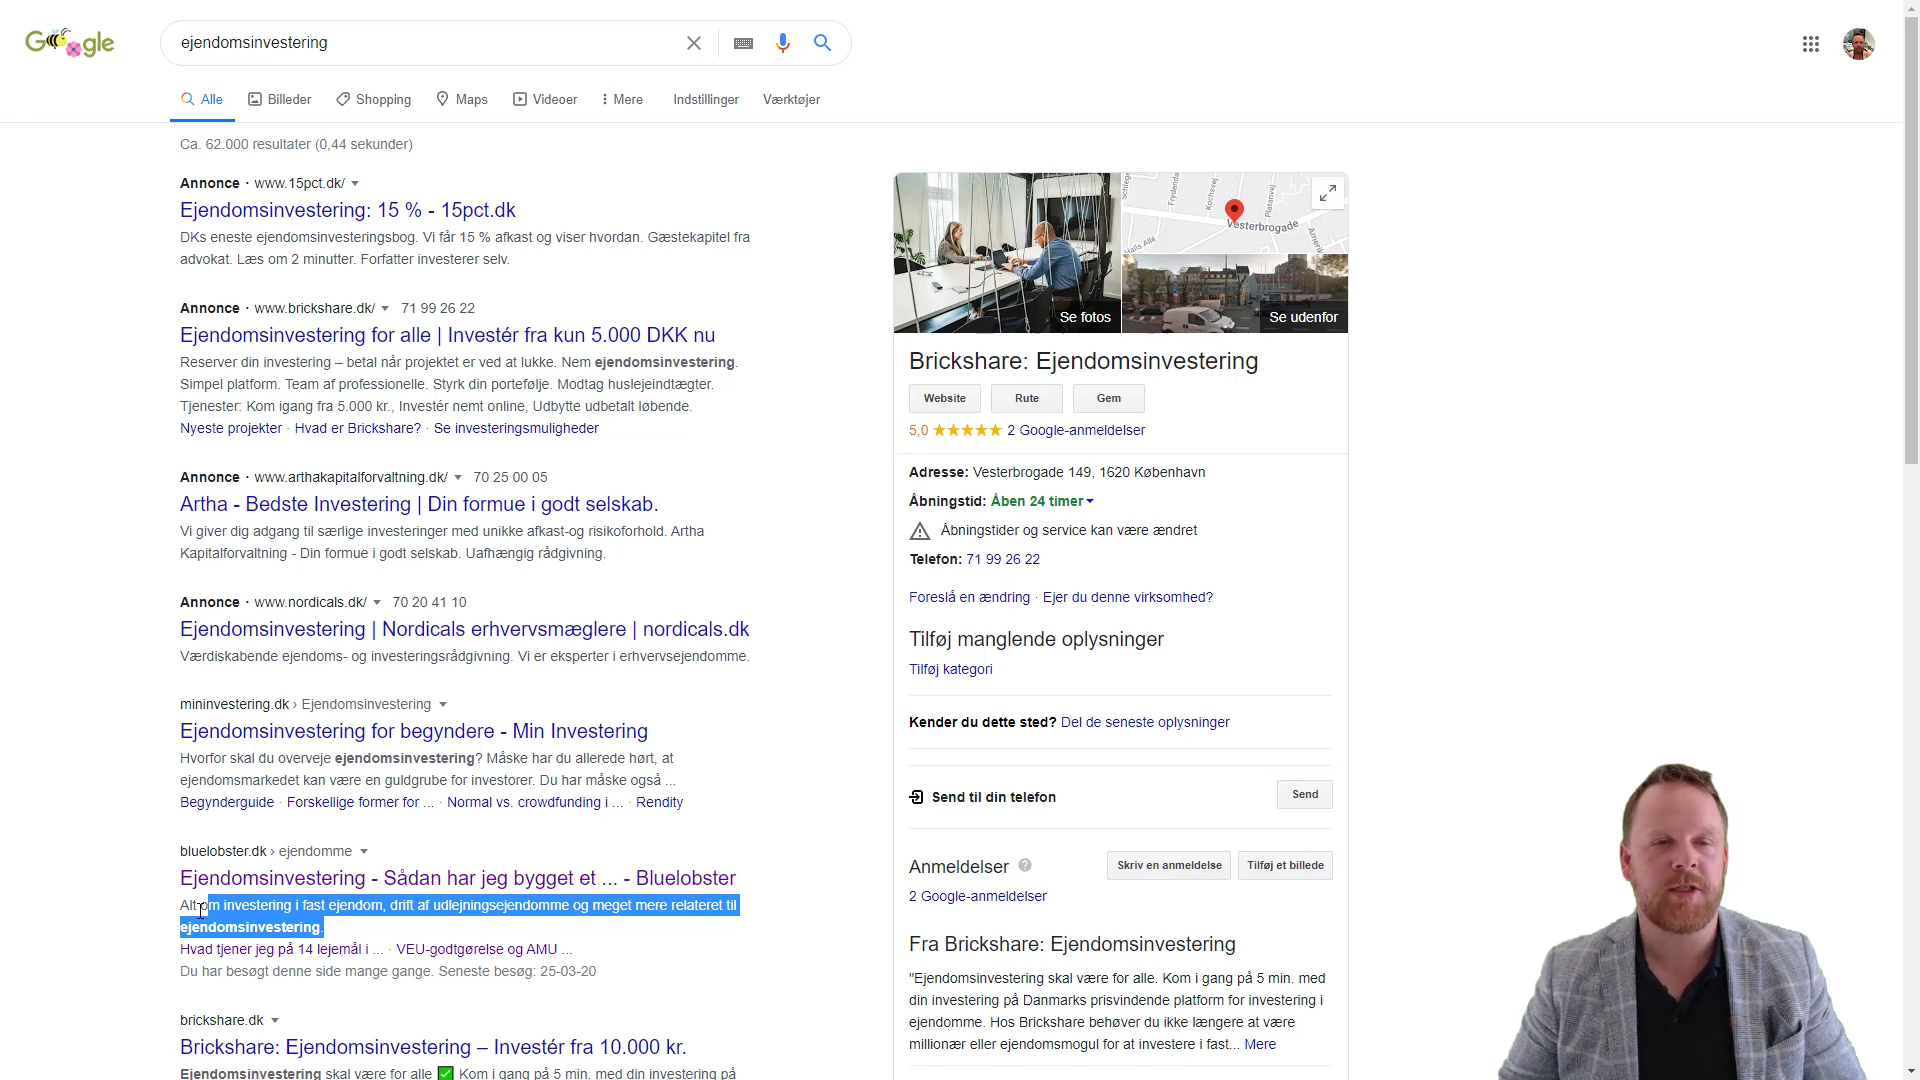 Google
ejendomsinvestering
Alle
Billeder
Shopping
Maps
Videoer
Mere
Indstillinger
Værktøjer
Ca. 62.000 resultater (0,44 sekunder)
Annonce · www.15pct.dk/
Ejendomsinvestering: 15 % - 15pct.dk
DKs eneste ejendomsinvesteringsbog. Vi får 15 % afkast og viser hvordan. Gæstekapitel fra
advokat. Læs om 2 minutter. Forfatter investerer selv.
Annonce · www.brickshare.dk/ 71 99 26 22
Ejendomsinvestering for alle | Investér fra kun 5.000 DKK nu
Reserver din investering – betal når projektet er ved at lukke. Nem ejendomsinvestering.
Simpel platform. Team af professionelle. Styrk din portefølje. Modtag huslejeindtægter.
Tjenester: Kom igang fra 5.000 kr., Investér nemt online, Udbytte udbetalt løbende.
Nyeste projekter · Hvad er Brickshare? · Se investeringsmuligheder
Annonce · www.arthakapitalforvaltning.dk/ 70 25 00 05
Artha - Bedste Investering | Din formue i godt selskab.
Vi giver dig adgang til særlige investeringer med unikke afkast-og risikoforhold. Artha
Kapitalforvaltning - Din formue i godt selskab. Uafhængig rådgivning.
Annonce · www.nordicals.dk/ 70 20 41 10
Ejendomsinvestering | Nordicals erhvervsmæglere | nordicals.dk
Værdiskabende ejendoms- og investeringsrådgivning. Vi er eksperter i erhvervsejendomme.
mininvestering.dk › Ejendomsinvestering
Ejendomsinvestering for begyndere - Min Investering
Hvorfor skal du overveje ejendomsinvestering? Måske har du allerede hørt, at
ejendomsmarkedet kan være en guldgrube for investorer. Du har måske også ...
Begynderguide · Forskellige former for ... · Normal vs. crowdfunding i ... · Rendity
bluelobster.dk › ejendomme
Ejendomsinvestering - Sådan har jeg bygget et ... - Bluelobster
Alt om investering i fast ejendom, drift af udlejningsejendomme og meget mere relateret til
ejendomsinvestering.
Hvad tjener jeg på 14 lejemål i ... · VEU-godtgørelse og AMU ...
Du har besøgt denne side mange gange. Seneste besøg: 25-03-20
brickshare.dk
Brickshare: Ejendomsinvestering – Investér fra 10.000 kr.
Ejendomsinvestering skal være for alle ✅ Kom i gang på 5 min. med din investering på
Frydenda
Kochsvej
Platanvej
Vesterbrogade
Halls Allé
Se fotos
Se udenfor
Brickshare: Ejendomsinvestering
Website
Rute
Gem
5,0 ★★★★★ 2 Google-anmeldelser
Adresse: Vesterbrogade 149, 1620 København
Åbningstid: Åben 24 timer
Åbningstider og service kan være ændret
Telefon: 71 99 26 22
Foreslå en ændring · Ejer du denne virksomhed?
Tilføj manglende oplysninger
Tilføj kategori
Kender du dette sted? Del de seneste oplysninger
Send til din telefon
Send
Anmeldelser
Skriv en anmeldelse
Tilføj et billede
2 Google-anmeldelser
Fra Brickshare: Ejendomsinvestering
"Ejendomsinvestering skal være for alle. Kom i gang på 5 min. med
din investering på Danmarks prisvindende platform for investering i
ejendomme. Hos Brickshare behøver du ikke længere at være
millionær eller ejendomsmogul for at investere i fast... Mere